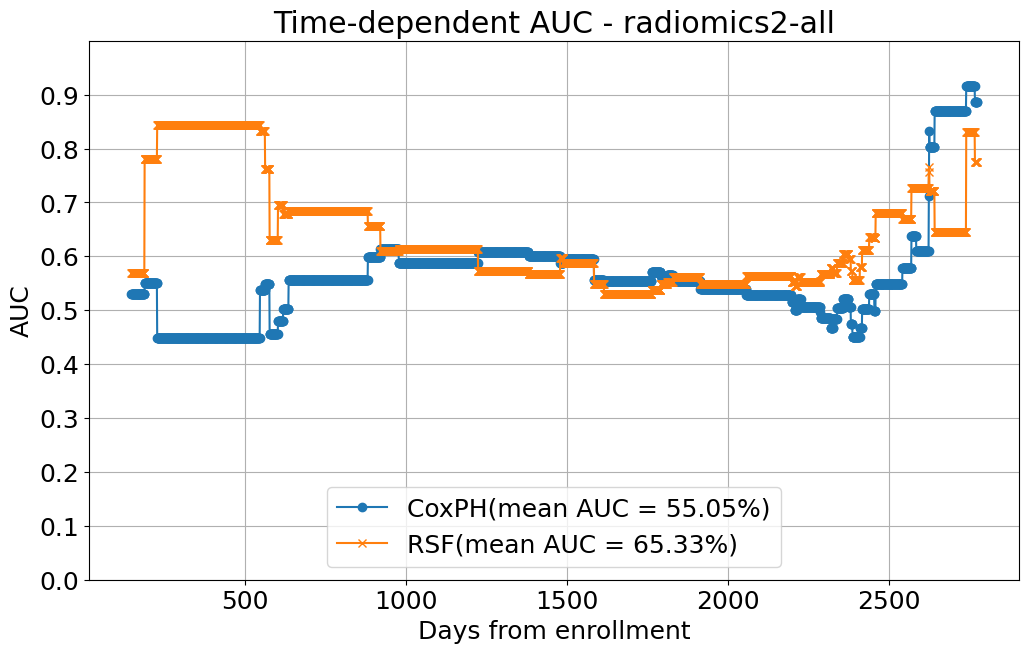 Time-dependent AUC - radiomics2-all
AUC
0.9
0.8
0.7
0.6
0.5
0.4
0.3
0.2
0.1
0.0
CoxPH(mean AUC = 55.05%)
RSF(mean AUC = 65.33%)
500 1000 1500 2000 2500
Days from enrollment